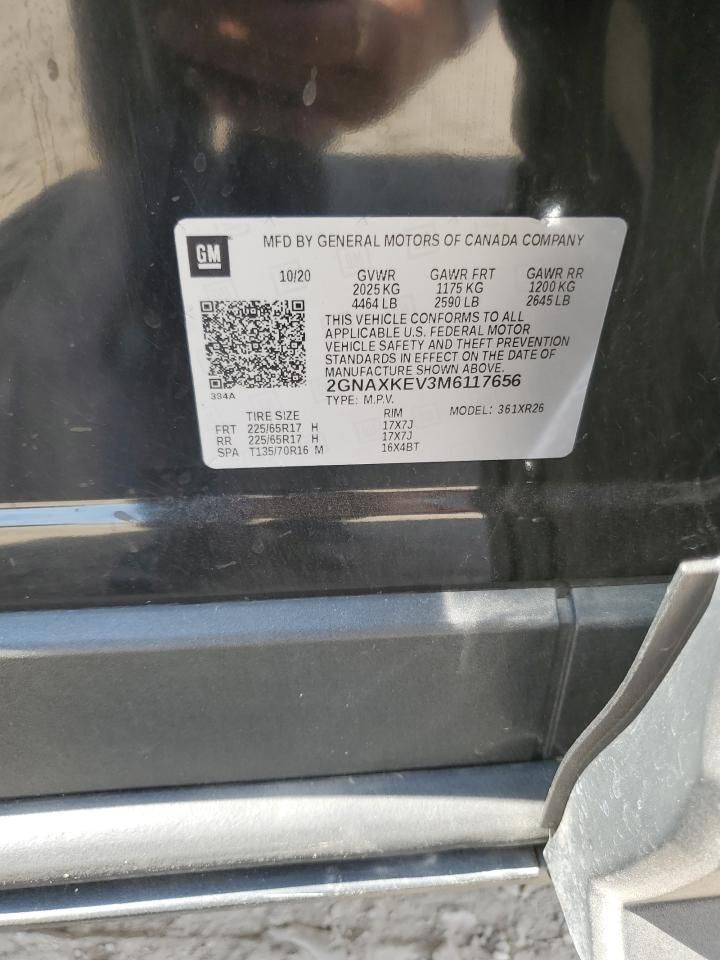 GM
MFD BY GENERAL MOTORS OF CANADA COMPANY
10/20 GVWR GAWR FRT GAWR RR
2025 KG 1175 KG 1200 KG
4464 LB 2590 LB 2645 LB
THIS VEHICLE CONFORMS TO ALL
APPLICABLE U.S. FEDERAL MOTOR
VEHICLE SAFETY AND THEFT PREVENTION
STANDARDS IN EFFECT ON THE DATE OF
MANUFACTURE SHOWN ABOVE.
2GNAXKEV3M6117656
394A
TYPE: M.P.V. MODEL: 361XR26
TIRE SIZE RIM
FRT 225/65R17 H 17X7J
RR 225/65R17 H 17X7J
SPA T135/70R16 M 16X4BT